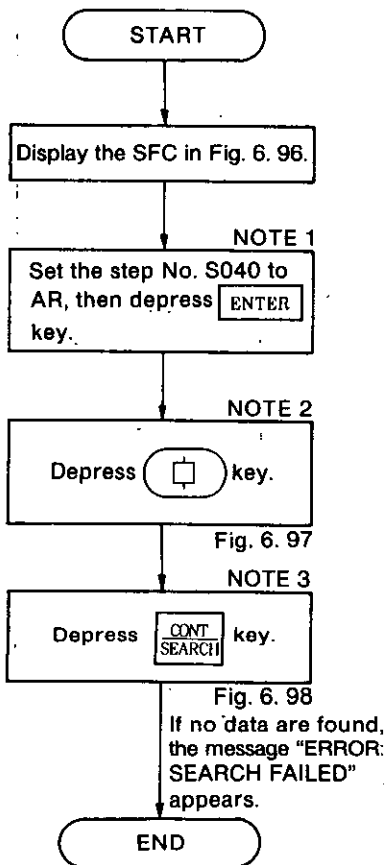 START
Display the SFC in Fig. 6. 96.
NOTE 1
Set the step No. S040 to
AR, then depress ENTER
key.
NOTE 2
Depress key.
Fig. 6. 97
NOTE 3
Depress CONT SEARCH key.
Fig. 6. 98
If no data are found,
the message "ERROR:
SEARCH FAILED"
appears.
END